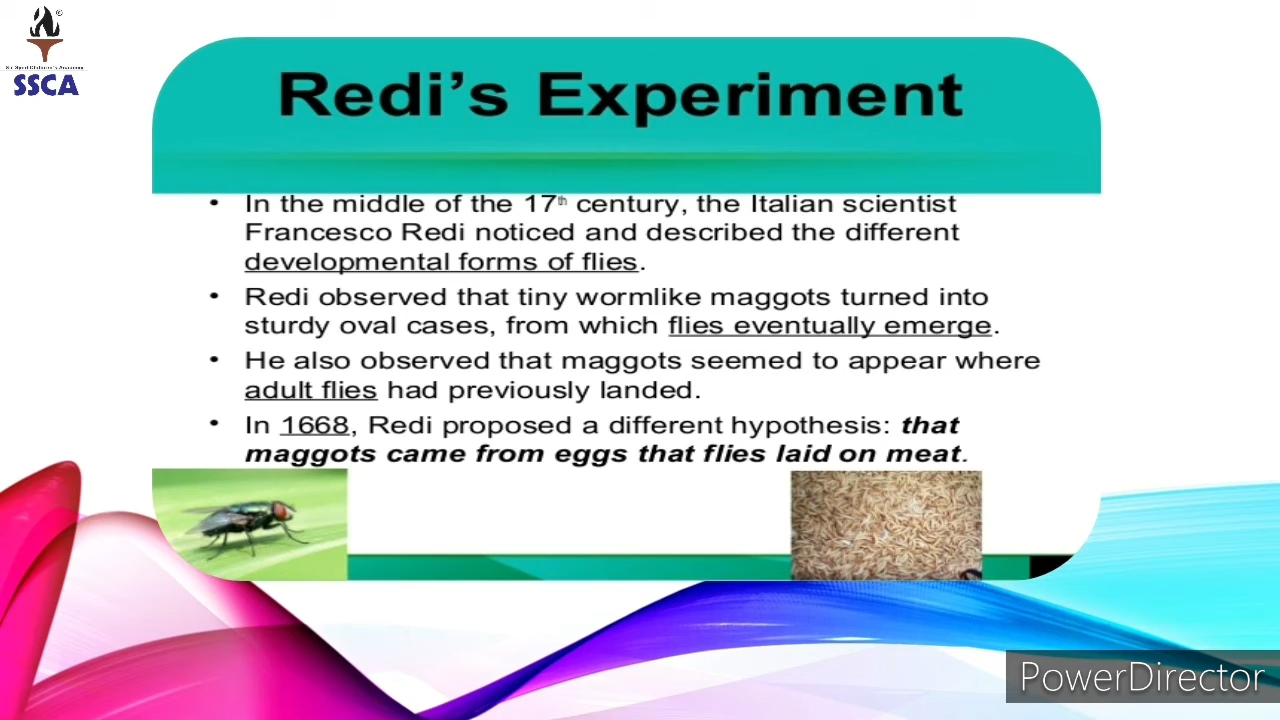 SSCA
Redi’s Experiment
• In the middle of the 17th century, the Italian scientist
Francesco Redi noticed and described the different
developmental forms of flies.
• Redi observed that tiny wormlike maggots turned into
sturdy oval cases, from which flies eventually emerge.
• He also observed that maggots seemed to appear where
adult flies had previously landed.
• In 1668, Redi proposed a different hypothesis: that
maggots came from eggs that flies laid on meat.
PowerDirector